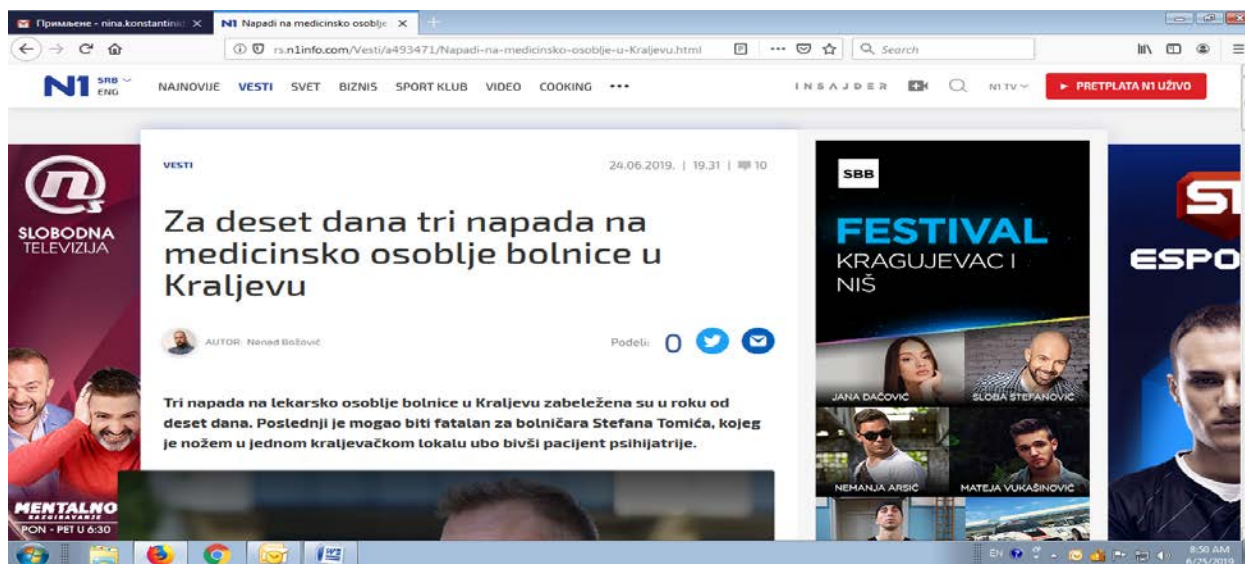 Примљене - nina.konstantinic
N1 Napadi na medicinsko osoblje
rs.n1info.com/Vesti/a493471/Napadi-na-medicinsko-osoblje-u-Kraljevu.html
Search
N1 SRB
ENG
NAJNOVIJE VESTI SVET BIZNIS SPORT KLUB VIDEO COOKING
INSAJDER
N1 TV
PRETPLATA N1 UŽIVO
n
S
SLOBODNA
TELEVIZIJA
VESTI
24.06.2019. | 19.31 | 10
Za deset dana tri napada na
medicinsko osoblje bolnice u
Kraljevu
AUTOR: Nenad Božović
Podeli: 0
Tri napada na lekarsko osoblje bolnice u Kraljevu zabeležena su u roku od
deset dana. Poslednji je mogao biti fatalan za bolničara Stefana Tomića, kojeg
je nožem u jednom kraljevačkom lokalu ubo bivši pacijent psihijatrije.
MENTALNO
RAZGIBAVANJE
PON - PET U 6:30
SBB
FESTIVAL
KRAGUJEVAC I
NIŠ
JANA DAČOVIĆ
SLOBA STEFANOVIĆ
NEMANJA ARSIĆ
MATEJA VUKAŠINOVIĆ
ESPO
EN
8:50 AM
6/25/2019